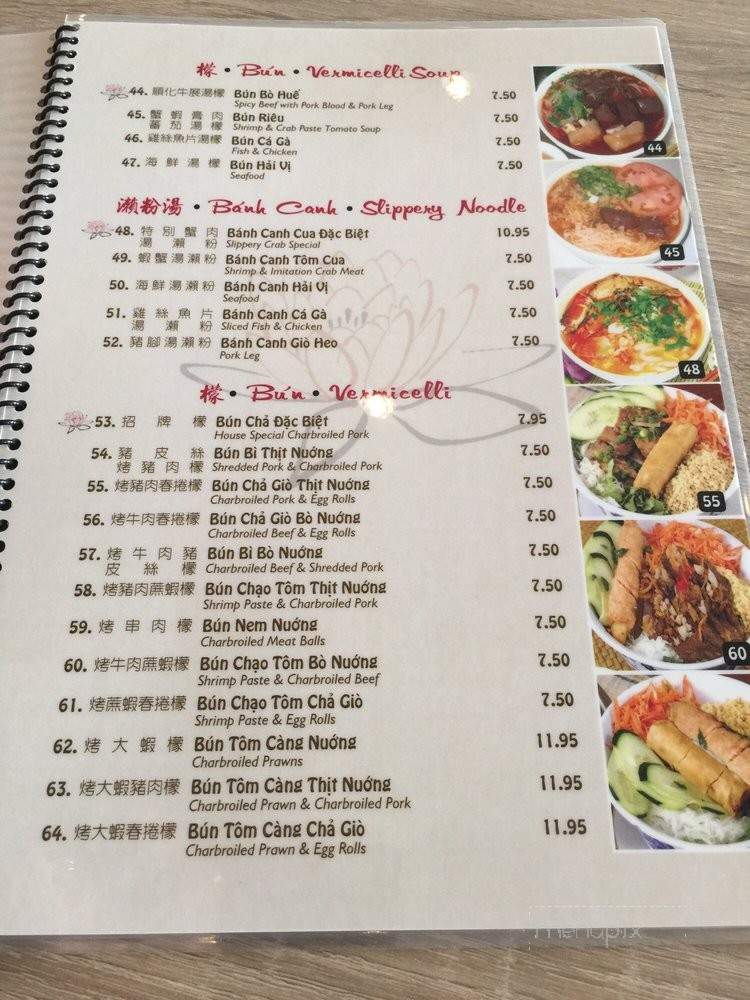 檬 • Bún • Vermicelli Soup
44. 順化牛展湯檬 Bún Bò Huế 7.50
Spicy Beef with Pork Blood & Pork Leg
45. 蟹蝦膏肉 Bún Riêu 7.50
蕃茄湯檬 Shrimp & Crab Paste Tomato Soup
46. 雞絲魚片湯檬 Bún Cá Gà 7.50
Fish & Chicken
47. 海鮮湯檬 Bún Hải Vị 7.50
Seafood
瀨粉湯 • Bánh Canh • Slippery Noodle
48. 特別蟹肉 Bánh Canh Cua Đặc Biệt 10.95
湯瀨粉 Slippery Crab Special
49. 蝦蟹湯瀨粉 Bánh Canh Tôm Cua 7.50
Shrimp & Imitation Crab Meat
50. 海鮮湯瀨粉 Bánh Canh Hải Vị 7.50
Seafood
51. 雞絲魚片 Bánh Canh Cá Gà 7.50
湯瀨粉 Sliced Fish & Chicken
52. 豬腳湯瀨粉 Bánh Canh Giò Heo 7.50
Pork Leg
檬 • Bún • Vermicelli
53. 招牌檬 Bún Chả Đặc Biệt 7.95
House Special Charbroiled Pork
54. 豬皮絲 Bún Bì Thịt Nướng 7.50
烤豬肉檬 Shredded Pork & Charbroiled Pork
55. 烤豬肉春捲檬 Bún Chả Giò Thịt Nướng 7.50
Charbroiled Pork & Egg Rolls
56. 烤牛肉春捲檬 Bún Chả Giò Bò Nướng 7.50
Charbroiled Beef & Egg Rolls
57. 烤牛肉豬 Bún Bì Bò Nướng 7.50
皮絲檬 Charbroiled Beef & Shredded Pork
58. 烤豬肉蔗蝦檬 Bún Chạo Tôm Thịt Nướng 7.50
Shrimp Paste & Charbroiled Pork
59. 烤串肉檬 Bún Nem Nướng 7.50
Charbroiled Meat Balls
60. 烤牛肉蔗蝦檬 Bún Chạo Tôm Bò Nướng 7.50
Shrimp Paste & Charbroiled Beef
61. 烤蔗蝦春捲檬 Bún Chạo Tôm Chả Giò 7.50
Shrimp Paste & Egg Rolls
62. 烤大蝦檬 Bún Tôm Càng Nướng 11.95
Charbroiled Prawns
63. 烤大蝦豬肉檬 Bún Tôm Càng Thịt Nướng 11.95
Charbroiled Prawn & Charbroiled Pork
64. 烤大蝦春捲檬 Bún Tôm Càng Chả Giò 11.95
Charbroiled Prawn & Egg Rolls
44
45
48
55
60
menupix